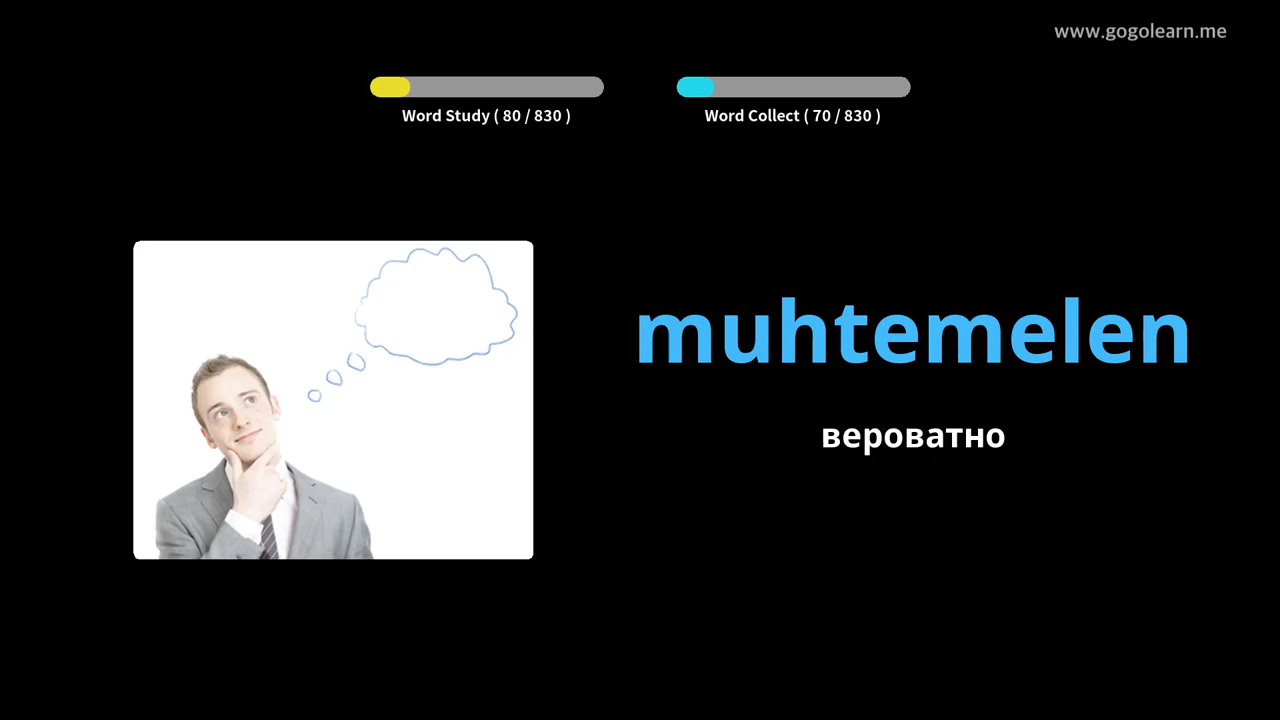 www.gogolearn.me
Word Study ( 80 / 830 )
Word Collect ( 70 / 830 )
muhtemelen
вероватно